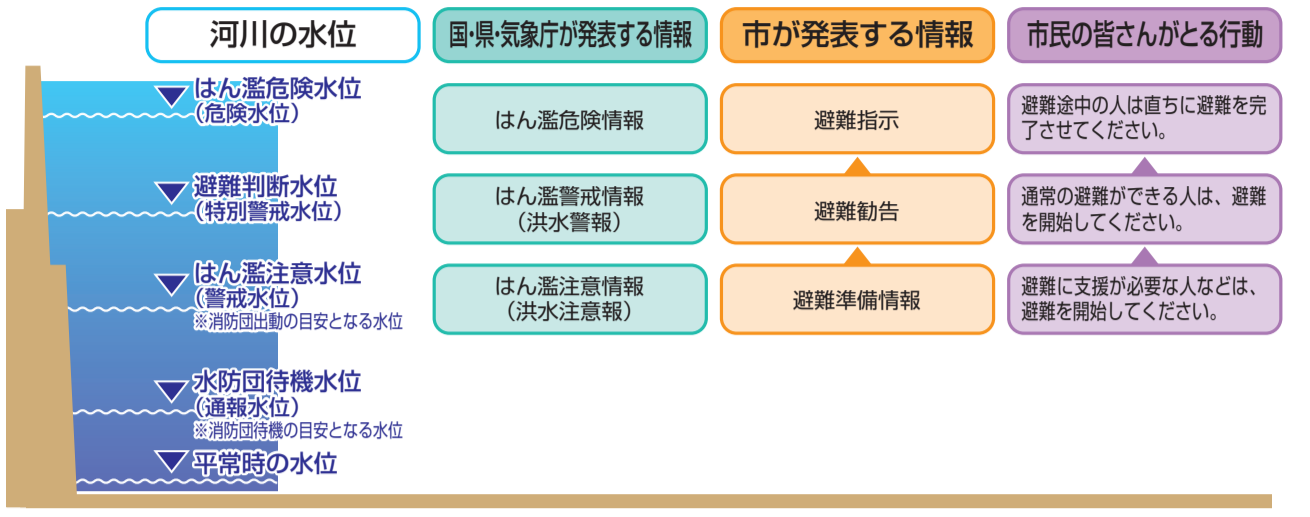 河川の水位
国・県・気象庁が発表する情報
市が発表する情報
市民の皆さんがとる行動
はん濫危険水位
(危険水位)
はん濫危険情報
避難指示
避難途中の人は直ちに避難を完
了させてください。
避難判断水位
(特別警戒水位)
はん濫警戒情報
(洪水警報)
避難勧告
通常の避難ができる人は、避難
を開始してください。
はん濫注意水位
(警戒水位)
※消防団出動の目安となる水位
はん濫注意情報
(洪水注意報)
避難準備情報
避難に支援が必要な人などは、
避難を開始してください。
水防団待機水位
(通報水位)
※消防団待機の目安となる水位
平常時の水位